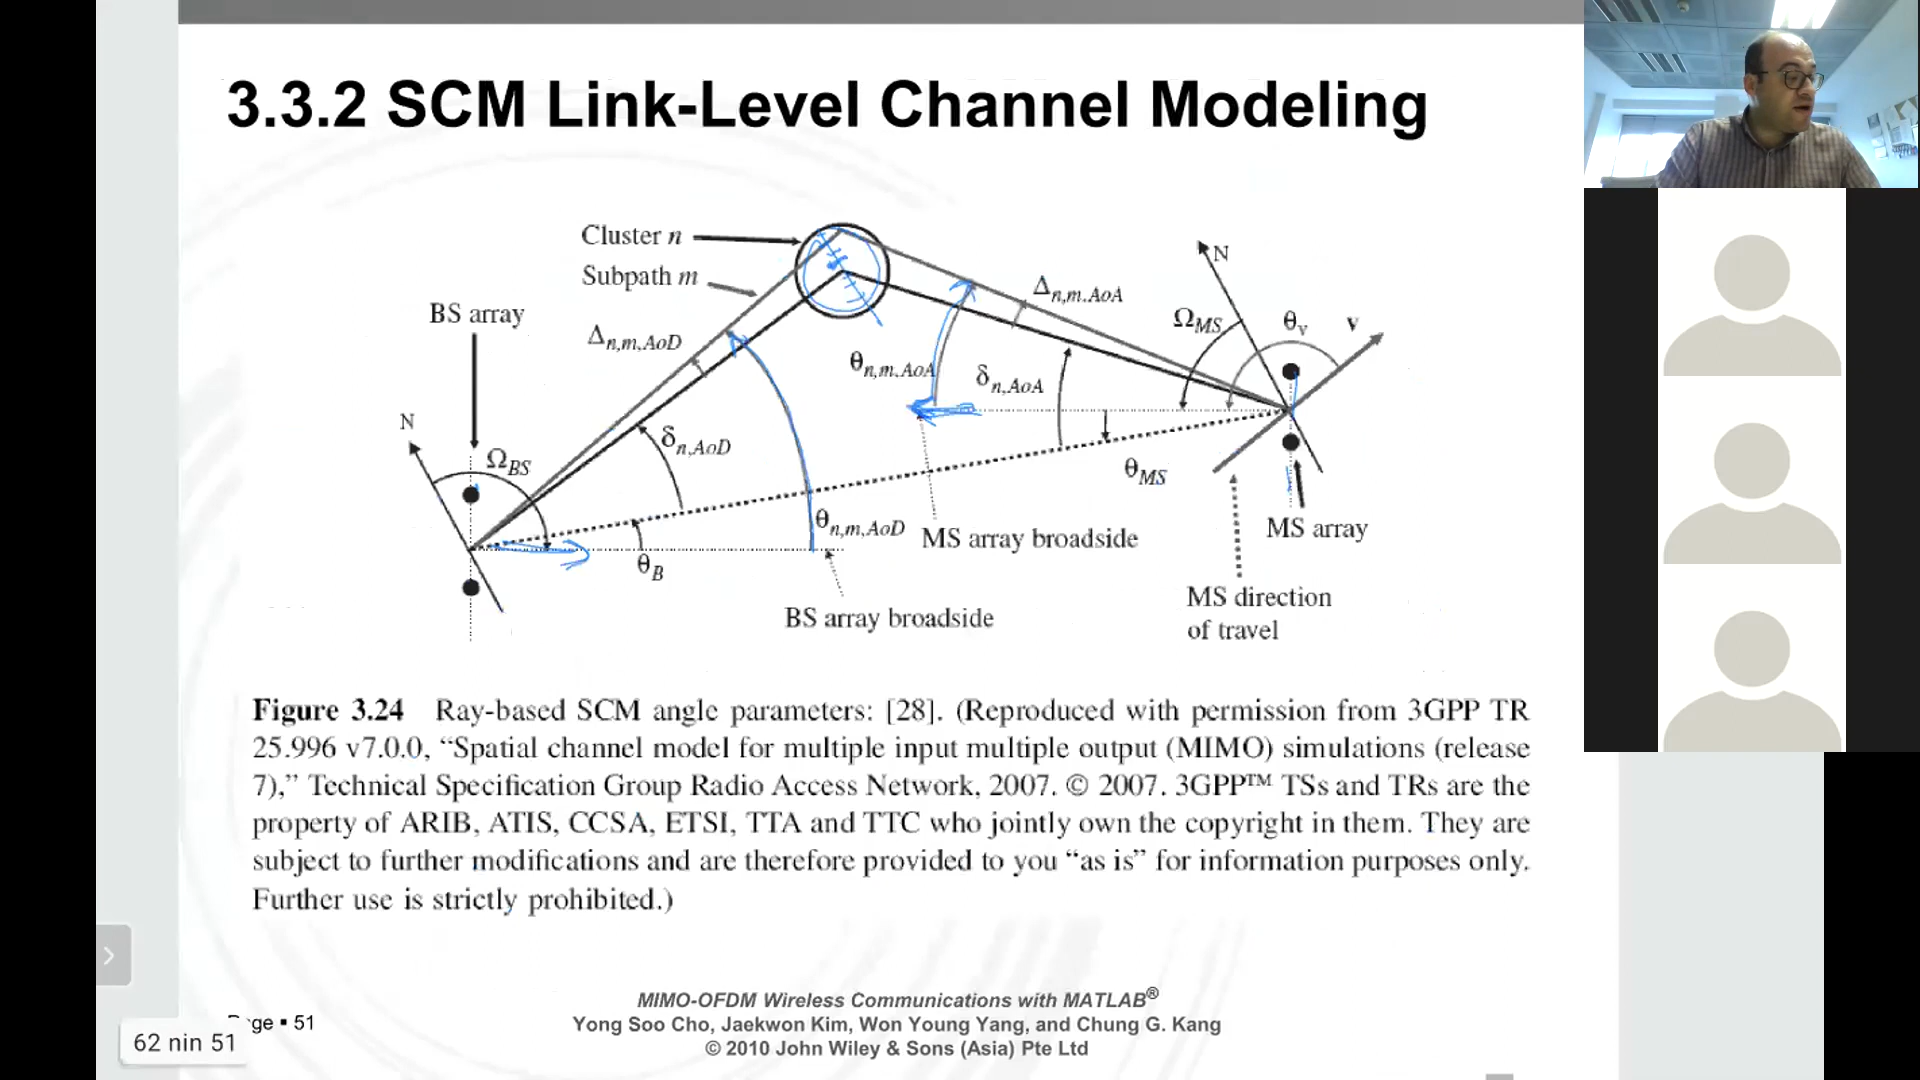 3.3.2 SCM Link-Level Channel Modeling
Cluster n
Subpath m
BS array
Δn,m,AoD
δn,AoD
N
ΩBS
θB
θn,m,AoD
BS array broadside
Δn,m.AoA
θn,m.AoA
δn,AoA
N
ΩMS
θv
v
θMS
MS array broadside
MS array
MS direction
of travel
Figure 3.24 Ray-based SCM angle parameters: [28]. (Reproduced with permission from 3GPP TR
25.996 v7.0.0, “Spatial channel model for multiple input multiple output (MIMO) simulations (release
7),” Technical Specification Group Radio Access Network, 2007. © 2007. 3GPP™ TSs and TRs are the
property of ARIB, ATIS, CCSA, ETSI, TTA and TTC who jointly own the copyright in them. They are
subject to further modifications and are therefore provided to you “as is” for information purposes only.
Further use is strictly prohibited.)
MIMO-OFDM Wireless Communications with MATLAB®
Yong Soo Cho, Jaekwon Kim, Won Young Yang, and Chung G. Kang
© 2010 John Wiley & Sons (Asia) Pte Ltd
Page ▪ 51
62 nin 51